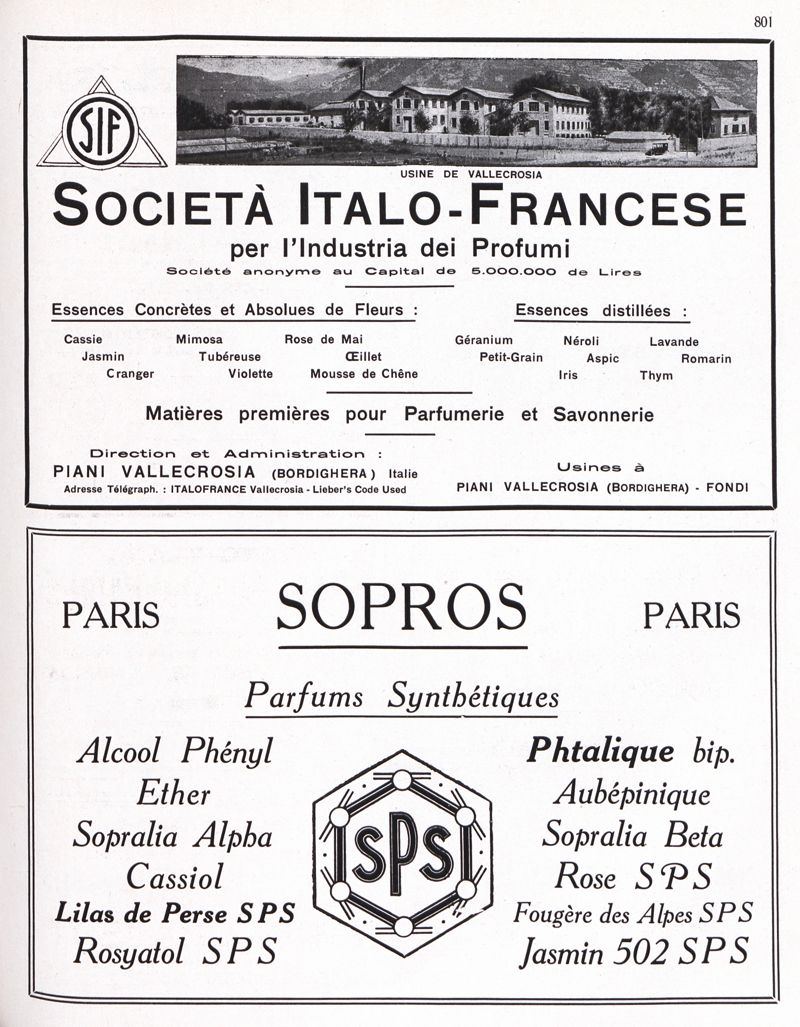 801
SIF
USINE DE VALLECROSIA
SOCIETÀ ITALO-FRANCESE
per l'Industria dei Profumi
Société anonyme au Capital de 5.000.000 de Lires
Essences Concrètes et Absolues de Fleurs :
Cassie Mimosa Rose de Mai
Jasmin Tubéreuse Œillet
Cranger Violette Mousse de Chêne
Essences distillées :
Géranium Néroli Lavande
Petit-Grain Aspic Romarin
Iris Thym
Matières premières pour Parfumerie et Savonnerie
Direction et Administration :
PIANI VALLECROSIA (BORDIGHERA) Italie
Adresse Télégraph. : ITALOFRANCE Vallecrosia - Lieber's Code Used
Usines à
PIANI VALLECROSIA (BORDIGHERA) - FONDI
PARIS SOPROS PARIS
Parfums Synthétiques
Alcool Phényl
Ether
Sopralia Alpha
Cassiol
Lilas de Perse SPS
Rosyatol SPS
SPS
Phtalique bip.
Aubépinique
Sopralia Beta
Rose SPS
Fougère des Alpes SPS
Jasmin 502 SPS